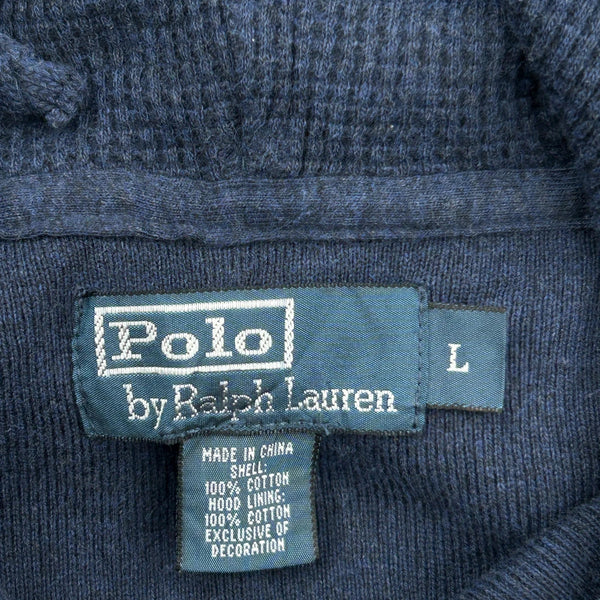 Polo
by Ralph Lauren
L
MADE IN CHINA
SHELL:
100% COTTON
HOOD LINING:
100% COTTON
EXCLUSIVE OF
DECORATION